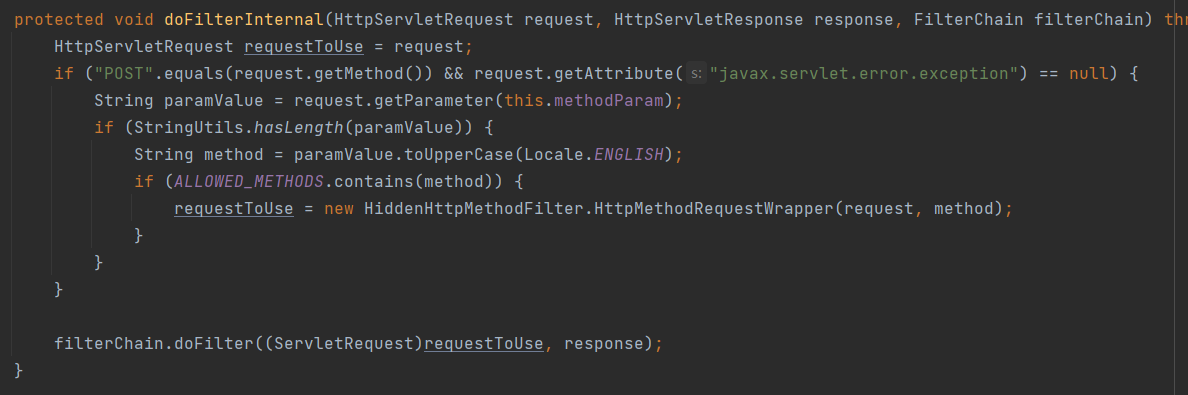 protected void doFilterInternal(HttpServletRequest request, HttpServletResponse response, FilterChain filterChain) thr
HttpServletRequest requestToUse = request;
if ("POST".equals(request.getMethod()) && request.getAttribute( s: "javax.servlet.error.exception") == null) {
String paramValue = request.getParameter(this.methodParam);
if (StringUtils.hasLength(paramValue)) {
String method = paramValue.toUpperCase(Locale.ENGLISH);
if (ALLOWED_METHODS.contains(method)) {
requestToUse = new HiddenHttpMethodFilter.HttpMethodRequestWrapper(request, method);
}
}
}
filterChain.doFilter((ServletRequest)requestToUse, response);
}